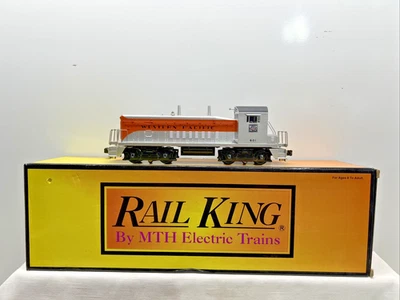 WESTERN PACIFIC
RAIL KING®
By MTH Electric Trains